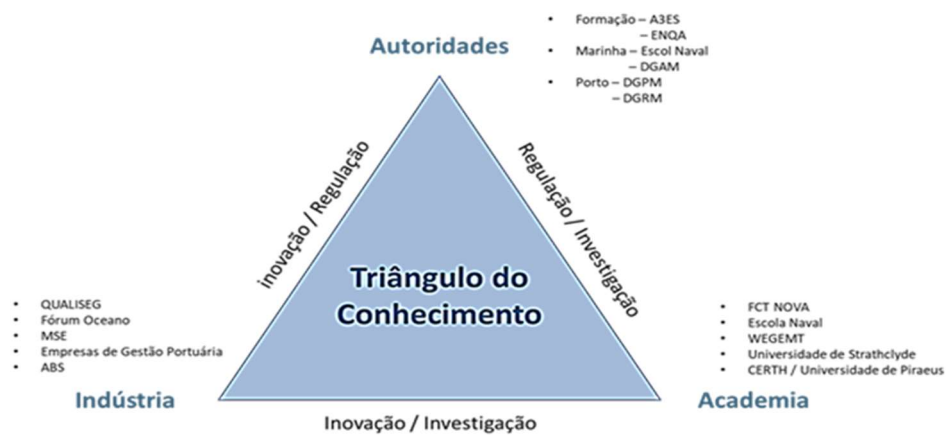 Autoridades
• Formação – A3ES
– ENQA
• Marinha – Escol Naval
– DGAM
• Porto – DGPM
– DGRM
inovação / Regulação
Regulação / Investigação
Triângulo do
Conhecimento
• QUALISEG
• Fórum Oceano
• MSE
• Empresas de Gestão Portuária
• ABS
Indústria
• FCT NOVA
• Escola Naval
• WEGEMT
• Universidade de Strathclyde
• CERTH / Universidade de Piraeus
Academia
Inovação / Investigação